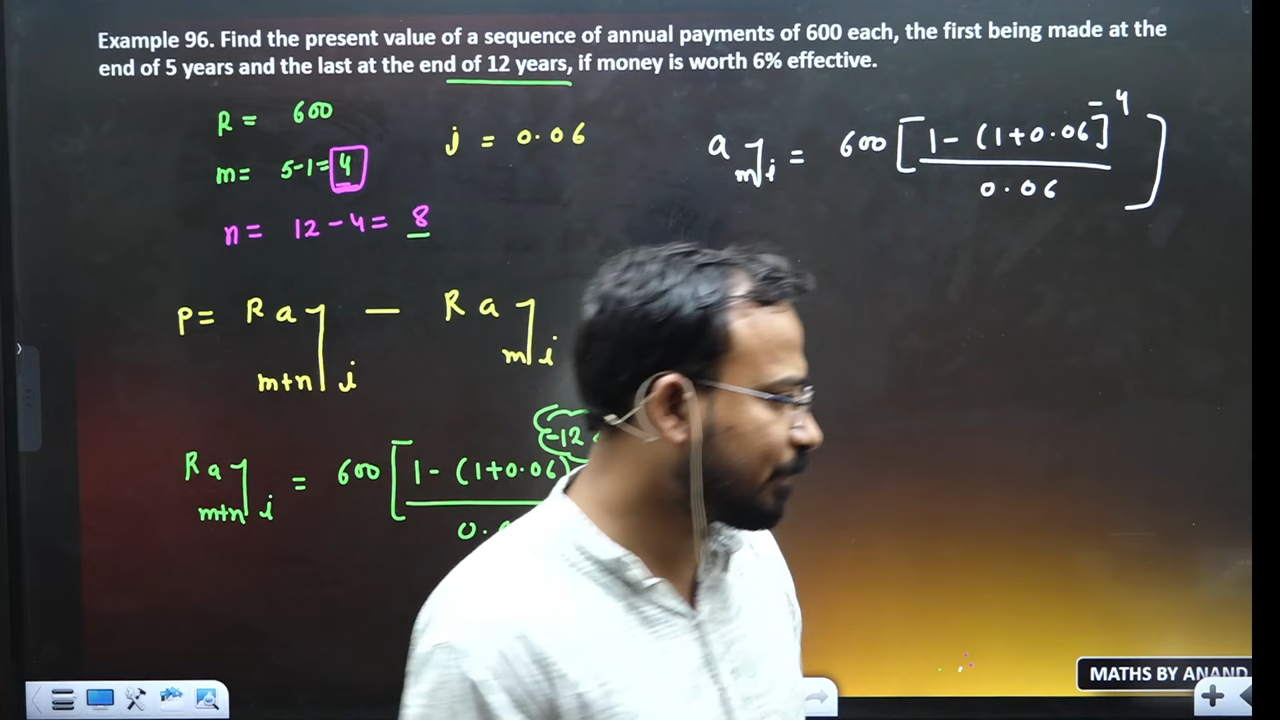 Example 96. Find the present value of a sequence of annual payments of 600 each, the first being made at the
end of 5 years and the last at the end of 12 years, if money is worth 6% effective.
R = 600
m = 5-1 = 4
n = 12 - 4 = 8
j = 0.06
a m i = 600 [ 1 - (1+0.06]^-4 / 0.06 ]
P = R a m+n i - R a m i
R a m+n i = 600 [ 1 - (1+0.06) -12
0.
MATHS BY ANAND